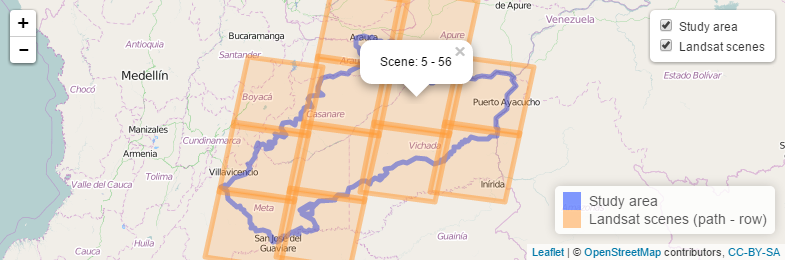 +
−
Arauca
Arau
Apure
de Apure
Venezuela
Study area
Landsat scenes
Bucaramanga
Santander
Antioquia
Scene: 5 - 56
×
Medellín
Estado Bolívar
Chocó
Boyacá
Casanare
Puerto Ayacucho
Manizales
Armenia
Cundinamarca
Vichada
Tolima
Villavicencio
Valle del Cauca
Inírida
Meta
Study area
Landsat scenes (path - row)
San José del
Guaviare
Huila
Cauca
Guainía
Leaflet | © OpenStreetMap contributors, CC-BY-SA